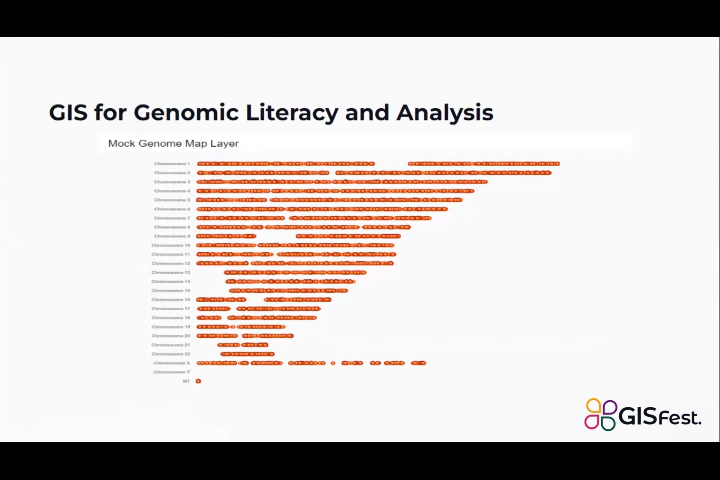 GIS for Genomic Literacy and Analysis
Mock Genome Map Layer
Chromosome 1
Chromosome 2
Chromosome 3
Chromosome 4
Chromosome 5
Chromosome 6
Chromosome 7
Chromosome 8
Chromosome 9
Chromosome 10
Chromosome 11
Chromosome 12
Chromosome 13
Chromosome 14
Chromosome 15
Chromosome 16
Chromosome 17
Chromosome 18
Chromosome 19
Chromosome 20
Chromosome 21
Chromosome 22
Chromosome X
Chromosome Y
MT
GISFest.